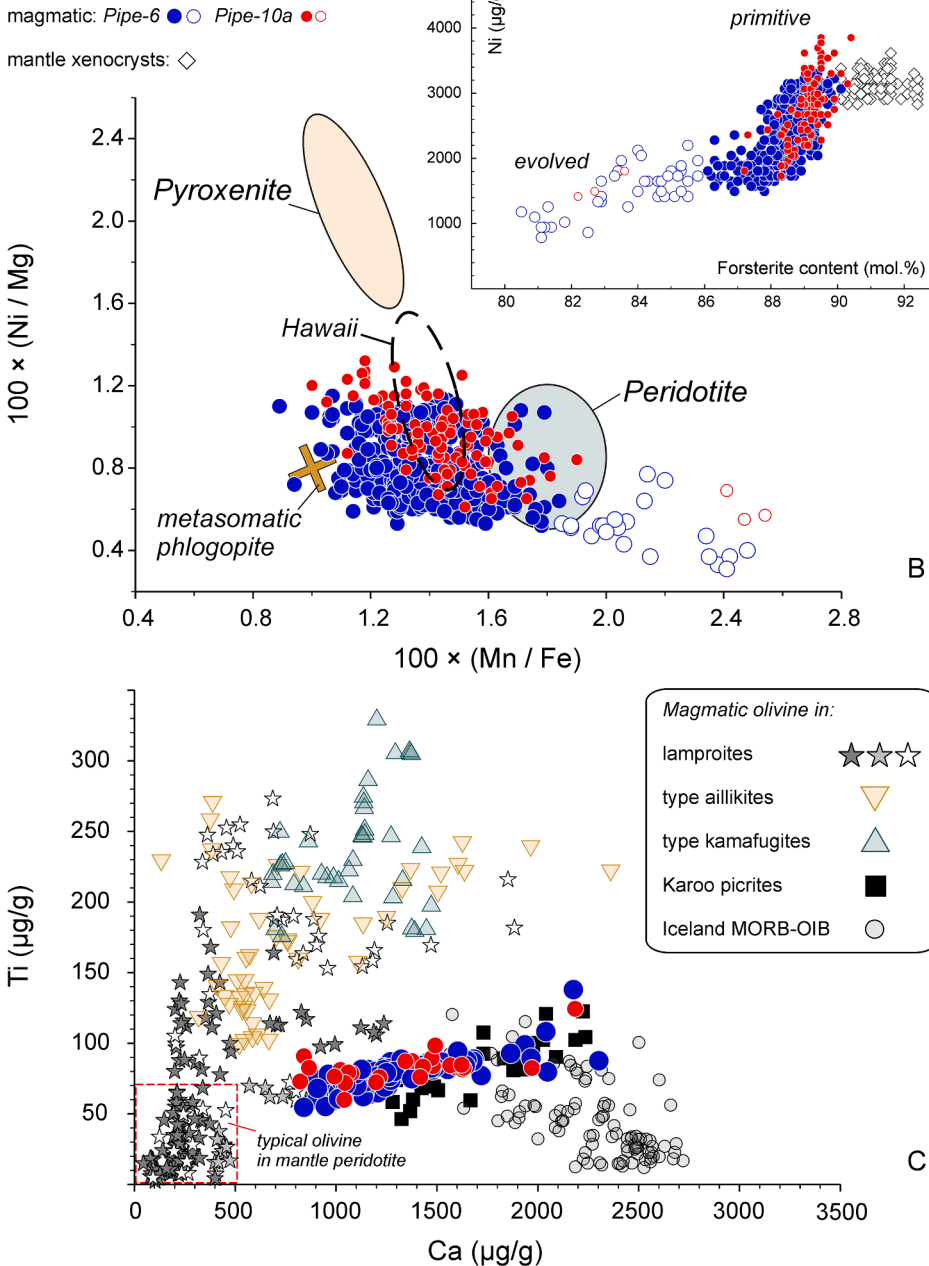 magmatic: Pipe-6 Pipe-10a
mantle xenocrysts:
Ni (µg/
4000
3000
2000
1000
primitive
evolved
Forsterite content (mol.%)
80 82 84 86 88 90 92
100 × (Ni / Mg)
2.4
2.0
1.6
1.2
0.8
0.4
Pyroxenite
Hawaii
Peridotite
metasomatic
phlogopite
B
0.4 0.8 1.2 1.6 2.0 2.4 2.8
100 × (Mn / Fe)
Ti (µg/g)
300
250
200
150
100
50
Magmatic olivine in:
lamproites
type aillikites
type kamafugites
Karoo picrites
Iceland MORB-OIB
typical olivine
in mantle peridotite
C
0 500 1000 1500 2000 2500 3000 3500
Ca (µg/g)